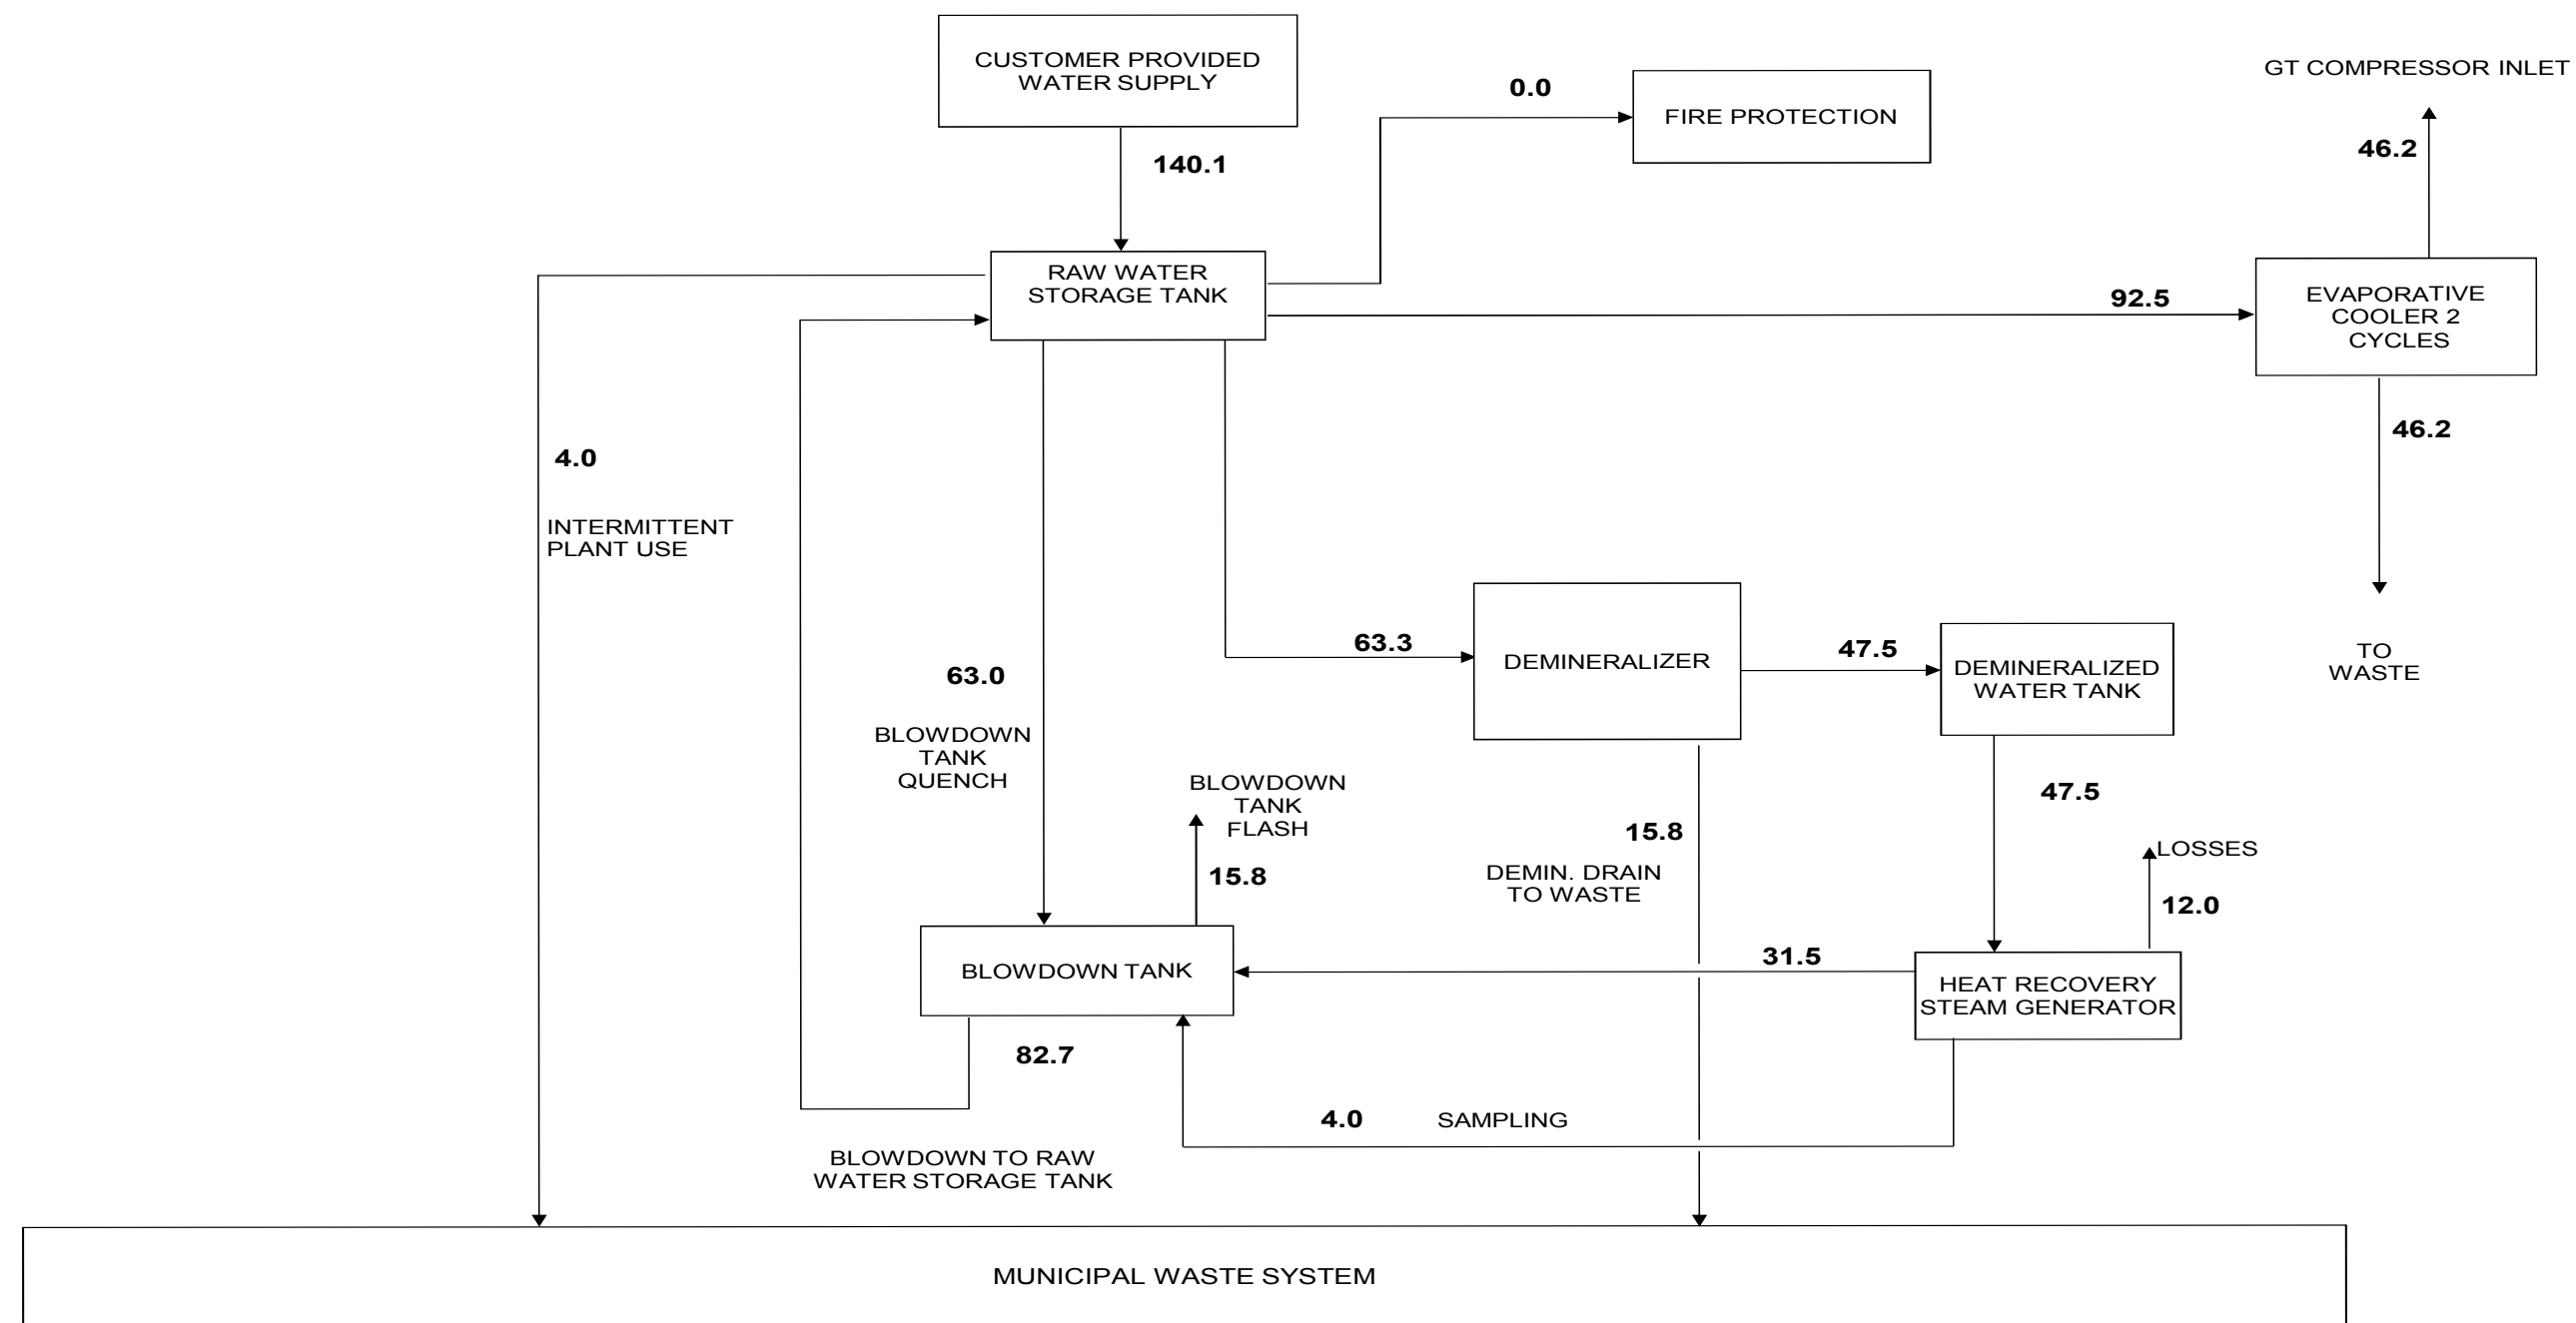 CUSTOMER PROVIDED
WATER SUPPLY
140.1
0.0
FIRE PROTECTION
GT COMPRESSOR INLET
46.2
RAW WATER
STORAGE TANK
92.5
EVAPORATIVE
COOLER 2
CYCLES
46.2
TO
WASTE
4.0
INTERMITTENT
PLANT USE
63.0
BLOWDOWN
TANK
QUENCH
63.3
DEMINERALIZER
47.5
DEMINERALIZED
WATER TANK
47.5
BLOWDOWN
TANK
FLASH
15.8
15.8
DEMIN. DRAIN
TO WASTE
LOSSES
12.0
BLOWDOWN TANK
31.5
HEAT RECOVERY
STEAM GENERATOR
82.7
4.0 SAMPLING
BLOWDOWN TO RAW
WATER STORAGE TANK
MUNICIPAL WASTE SYSTEM